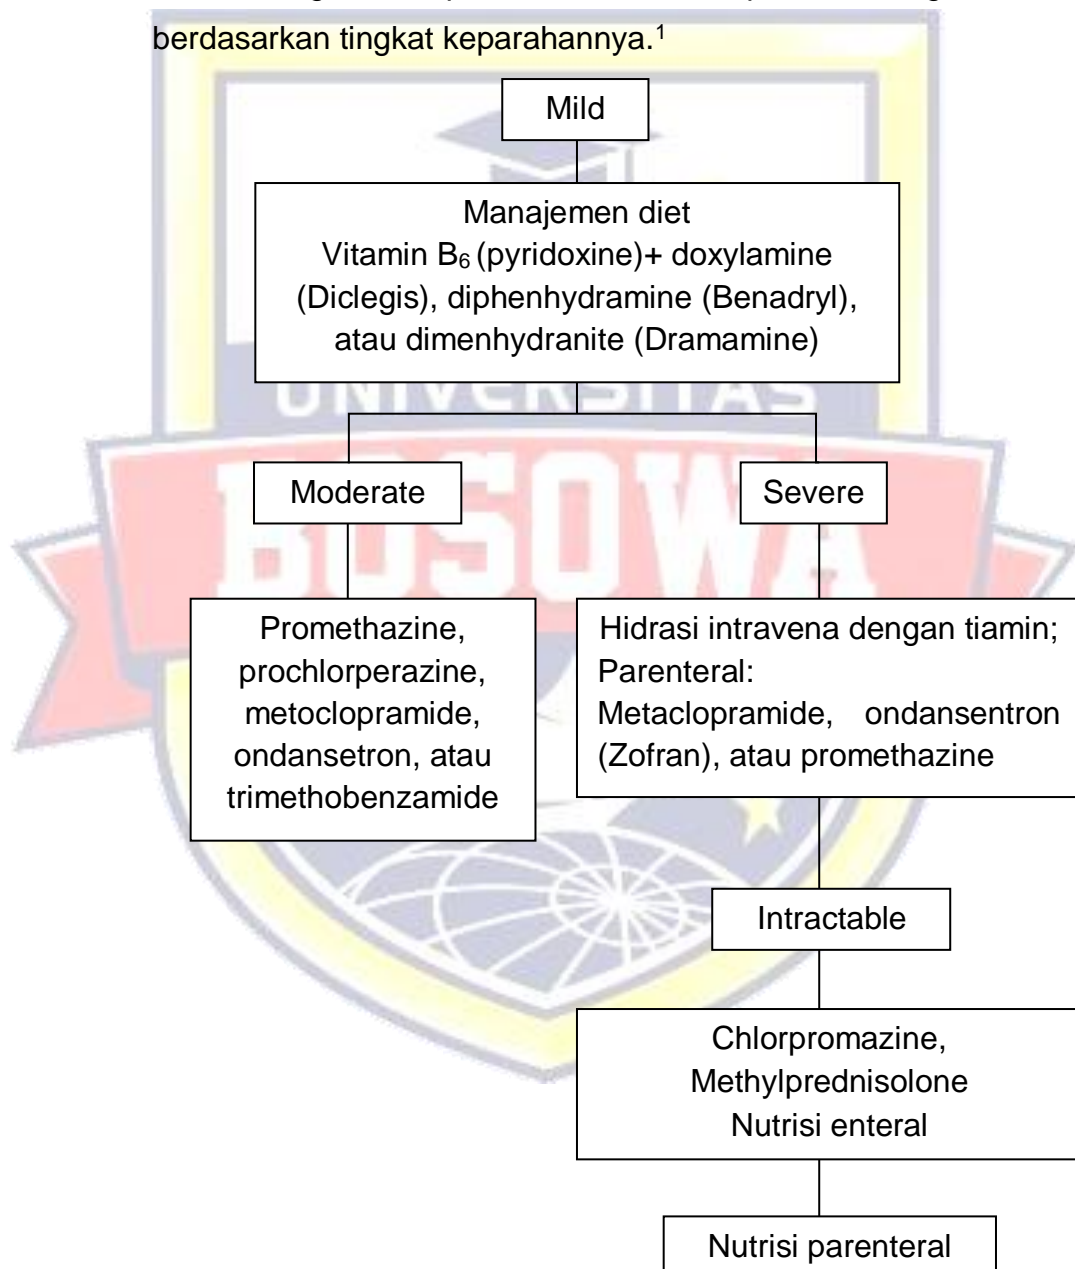 berdasarkan tingkat keparahannya.¹
Mild
Manajemen diet
Vitamin B₆ (pyridoxine)+ doxylamine
(Diclegis), diphenhydramine (Benadryl),
atau dimenhydranite (Dramamine)
UNIVERSITAS
BOSOWA
Moderate
Severe
Promethazine,
prochlorperazine,
metoclopramide,
ondansetron, atau
trimethobenzamide
Hidrasi intravena dengan tiamin;
Parenteral:
Metaclopramide, ondansentron
(Zofran), atau promethazine
Intractable
Chlorpromazine,
Methylprednisolone
Nutrisi enteral
Nutrisi parenteral